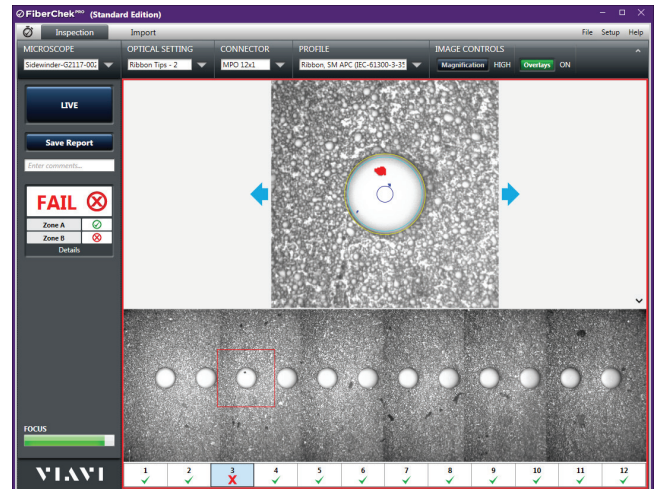 FiberChekPRO (Standard Edition)
Inspection Import File Setup Help
MICROSCOPE OPTICAL SETTING CONNECTOR PROFILE IMAGE CONTROLS
Sidewinder-G2117-002 Ribbon Tips - 2 MPO 12x1 Ribbon, SM APC (IEC-61300-3-35 Magnification HIGH Overlays ON
LIVE
Save Report
Enter comments...
FAIL
Zone A
Zone B
Details
FOCUS
VIAVI
1 2 3 4 5 6 7 8 9 10 11 12
X